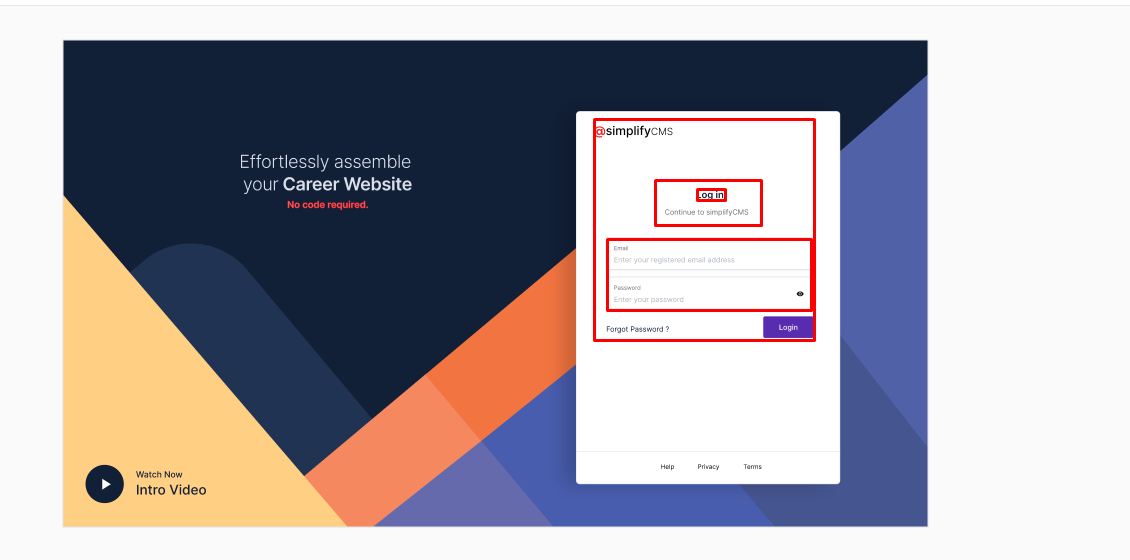 Effortlessly assemble
your Career Website
No code required.
Watch Now
Intro Video
@simplifyCMS
Log in
Continue to simplifyCMS
Email
Enter your registered email address
Password
Enter your password
Forgot Password ?
Login
Help Privacy Terms